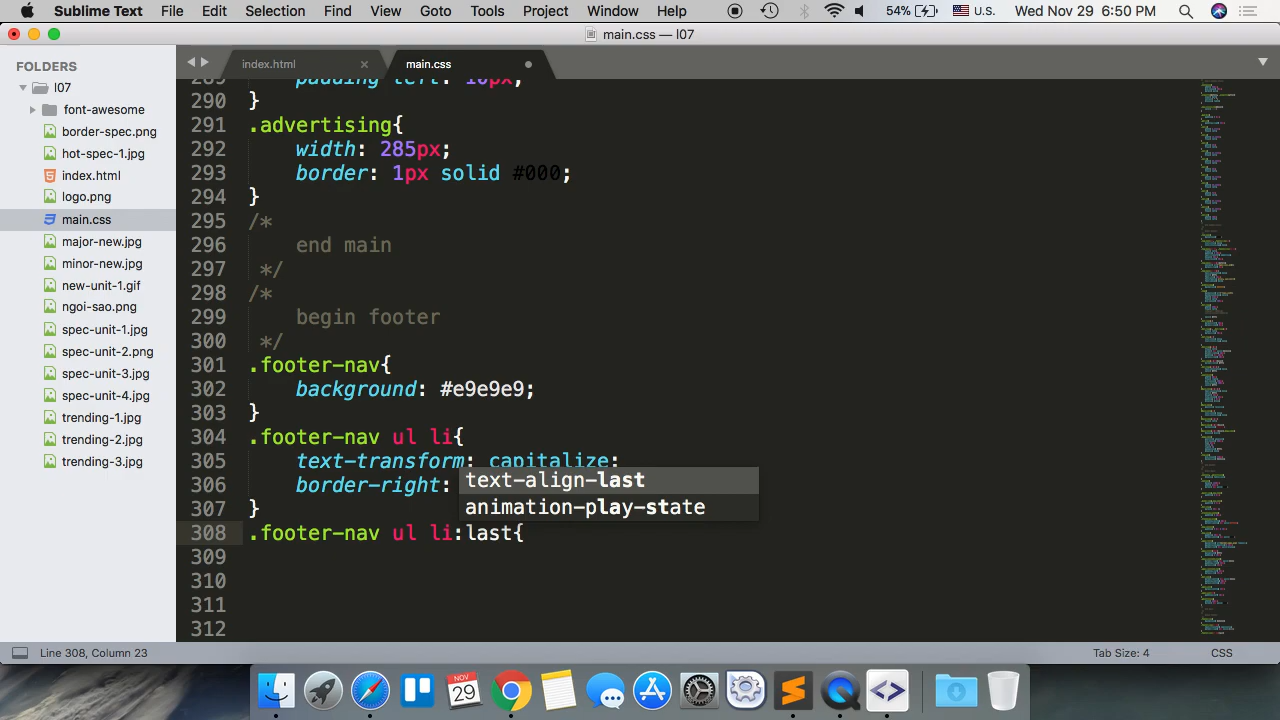 Sublime Text File Edit Selection Find View Goto Tools Project Window Help 54% U.S. Wed Nov 29 6:50 PM
main.css — l07
FOLDERS
l07
font-awesome
border-spec.png
hot-spec-1.jpg
index.html
logo.png
main.css
major-new.jpg
minor-new.jpg
new-unit-1.gif
ngoi-sao.png
spec-unit-1.jpg
spec-unit-2.png
spec-unit-3.jpg
spec-unit-4.jpg
trending-1.jpg
trending-2.jpg
trending-3.jpg
index.html × main.css
289 padding-left: 10px;
290 }
291 .advertising{
292 width: 285px;
293 border: 1px solid #000;
294 }
295 /*
296 end main
297 */
298 /*
299 begin footer
300 */
301 .footer-nav{
302 background: #e9e9e9;
303 }
304 .footer-nav ul li{
305 text-transform: capitalize;
306 border-right:
307 }
308 .footer-nav ul li:last{
309
310
311
312
text-align-last
animation-play-state
Line 308, Column 23 Tab Size: 4 CSS
NOV
29